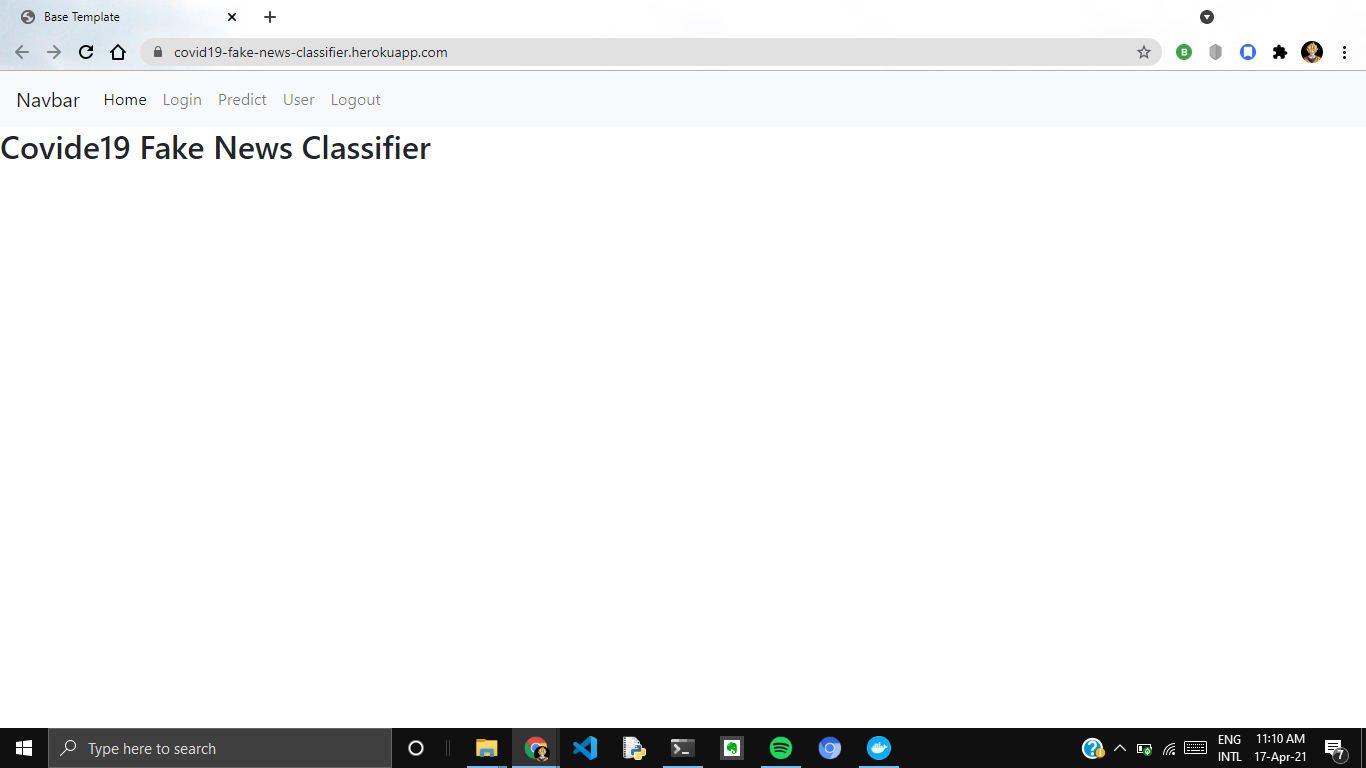 Base Template
covid19-fake-news-classifier.herokuapp.com
B
Navbar Home Login Predict User Logout
Covide19 Fake News Classifier
Type here to search
ENG 11:10 AM
INTL 17-Apr-21
7